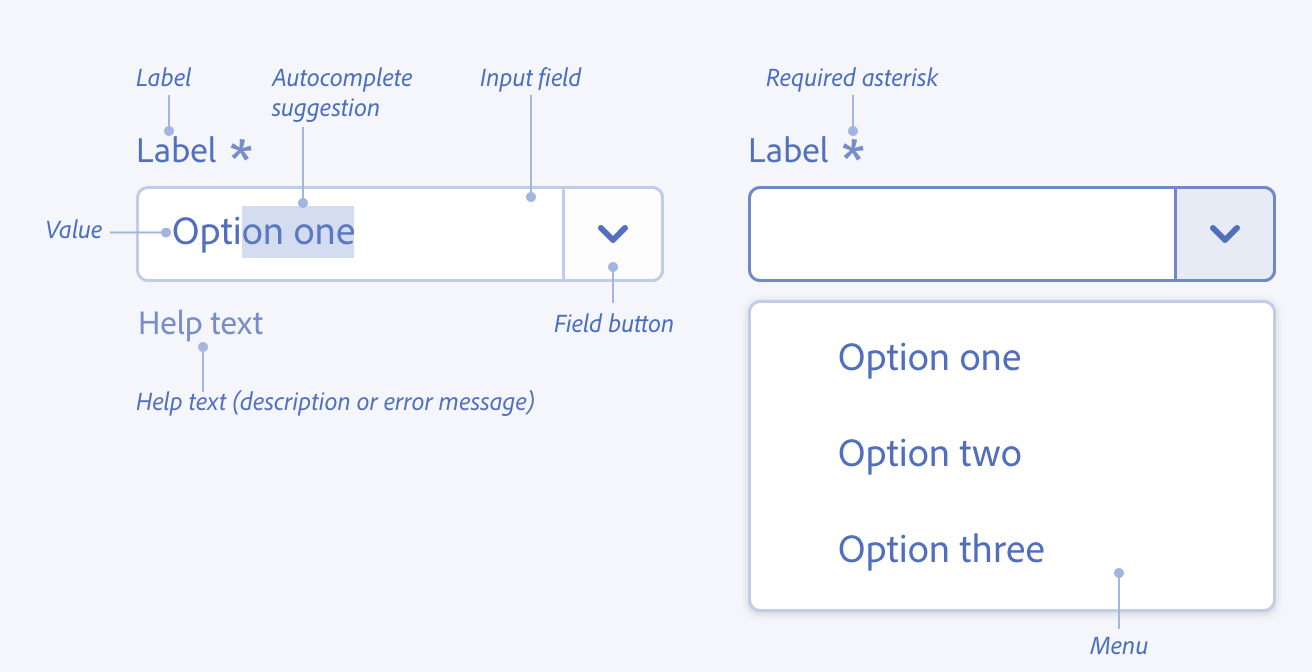 Label
Autocomplete
suggestion
Input field
Label *
Value
Option one
Field button
Help text
Help text (description or error message)
Required asterisk
Label *
Option one
Option two
Option three
Menu